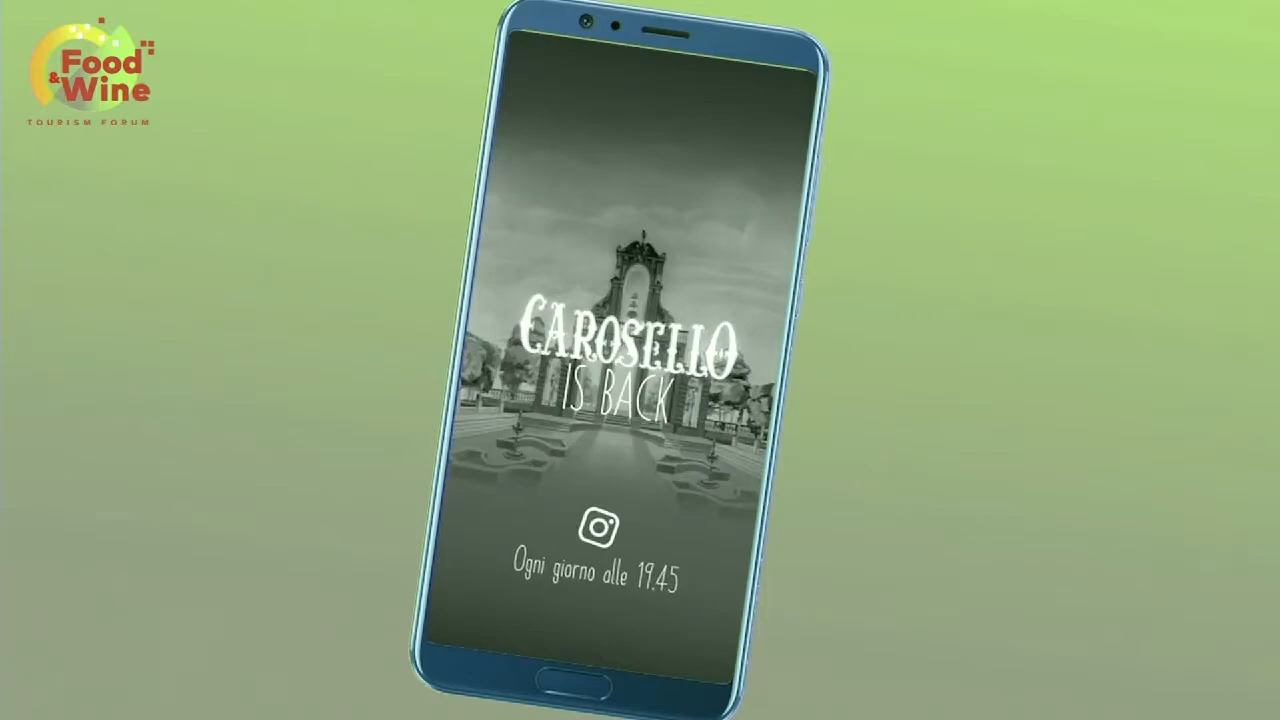 Food
& Wine
TOURISM FORUM
CAROSELLO
IS BACK
Ogni giorno alle 19.45